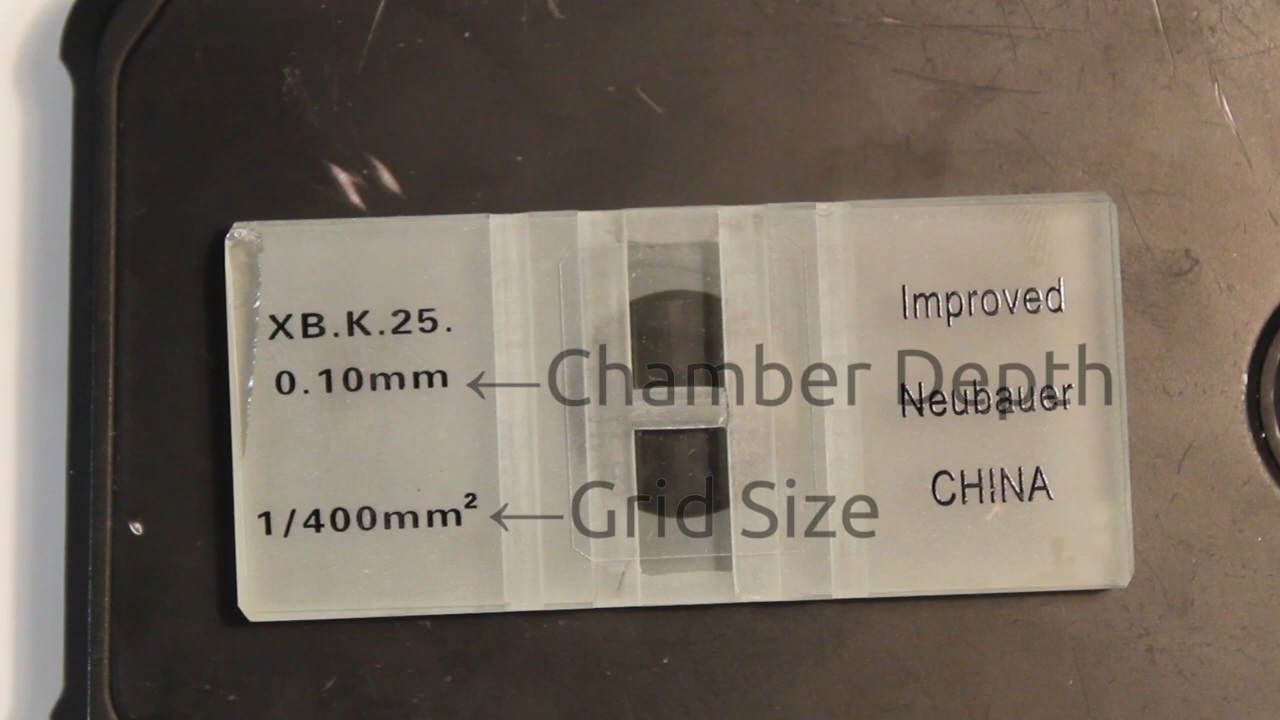 XB.K.25.
0.10mm ←Chamber Depth
1/400mm² ←Grid Size
Improved
Neubauer
CHINA